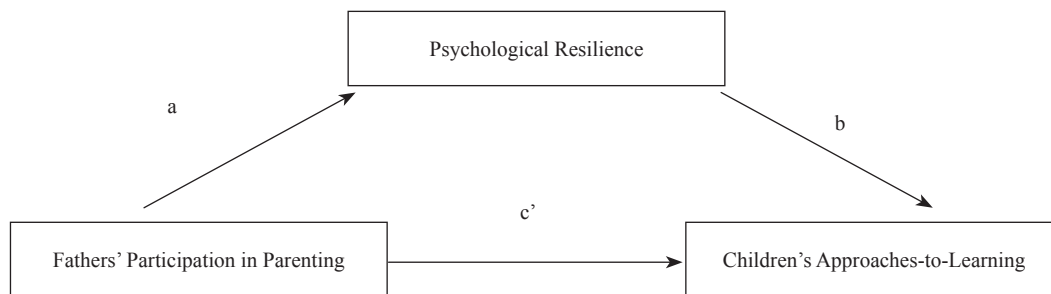 Psychological Resilience
a
b
c’
Fathers’ Participation in Parenting
Children’s Approaches-to-Learning